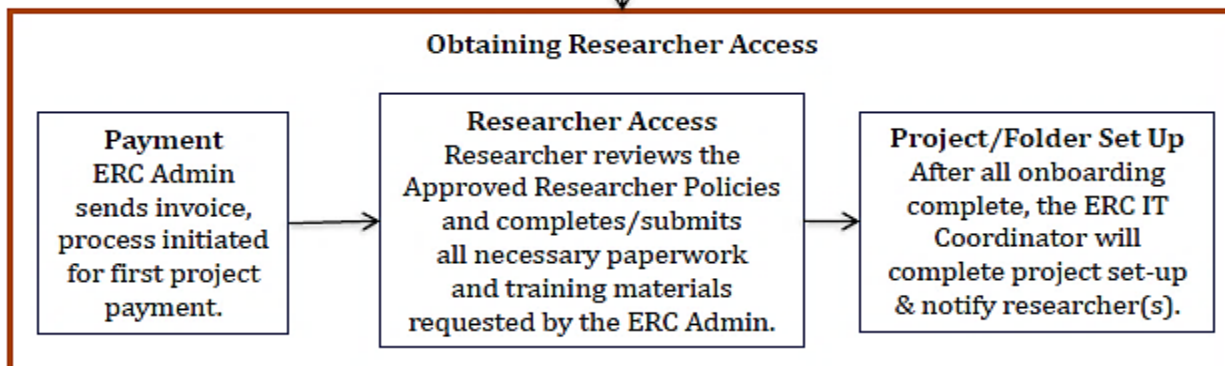 Obtaining Researcher Access
Payment
ERC Admin
sends invoice,
process initiated
for first project
payment.
Researcher Access
Researcher reviews the
Approved Researcher Policies
and completes/submits
all necessary paperwork
and training materials
requested by the ERC Admin.
Project/Folder Set Up
After all onboarding
complete, the ERC IT
Coordinator will
complete project set-up
& notify researcher(s).